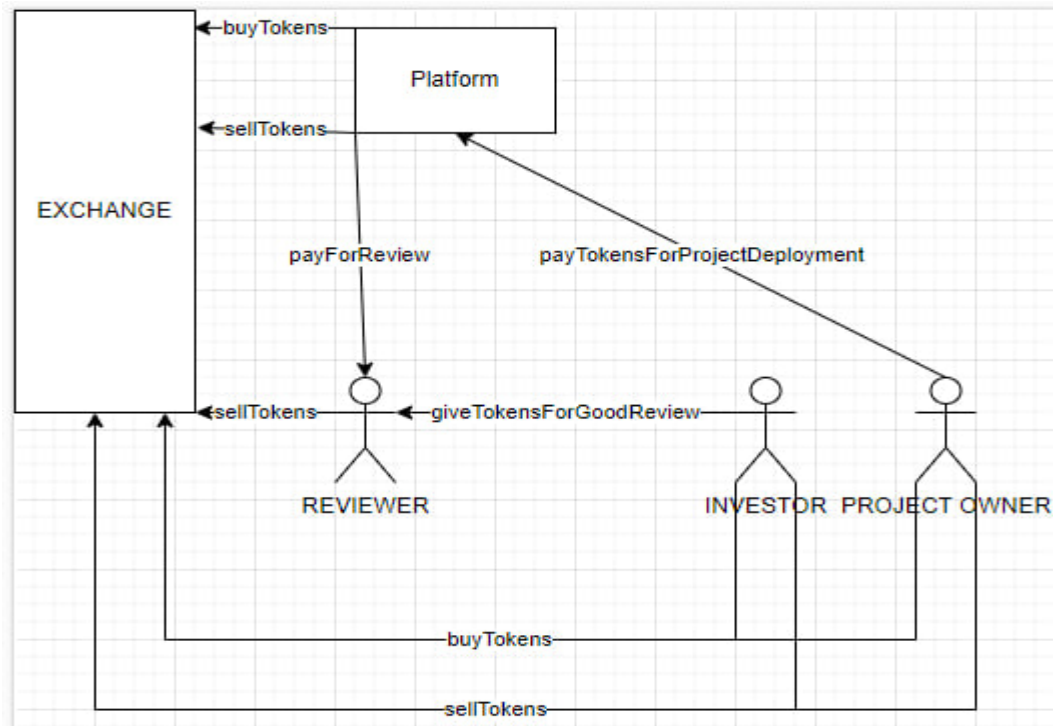 buyTokens
Platform
sellTokens
EXCHANGE
payForReview
payTokensForProjectDeployment
sellTokens
giveTokensForGoodReview
REVIEWER
INVESTOR
PROJECT OWNER
buyTokens
sellTokens